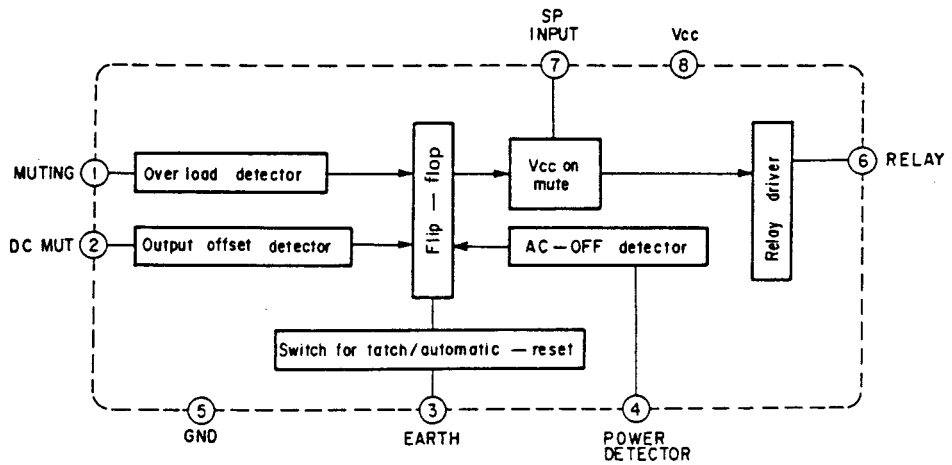 SP
INPUT
Vcc
7
8
MUTING
1
Over load detector
Flip — flop
Vcc on
mute
Relay driver
6
RELAY
DC MUT
2
Output offset detector
AC — OFF detector
Switch for tatch/automatic — reset
5
GND
3
EARTH
4
POWER
DETECTOR